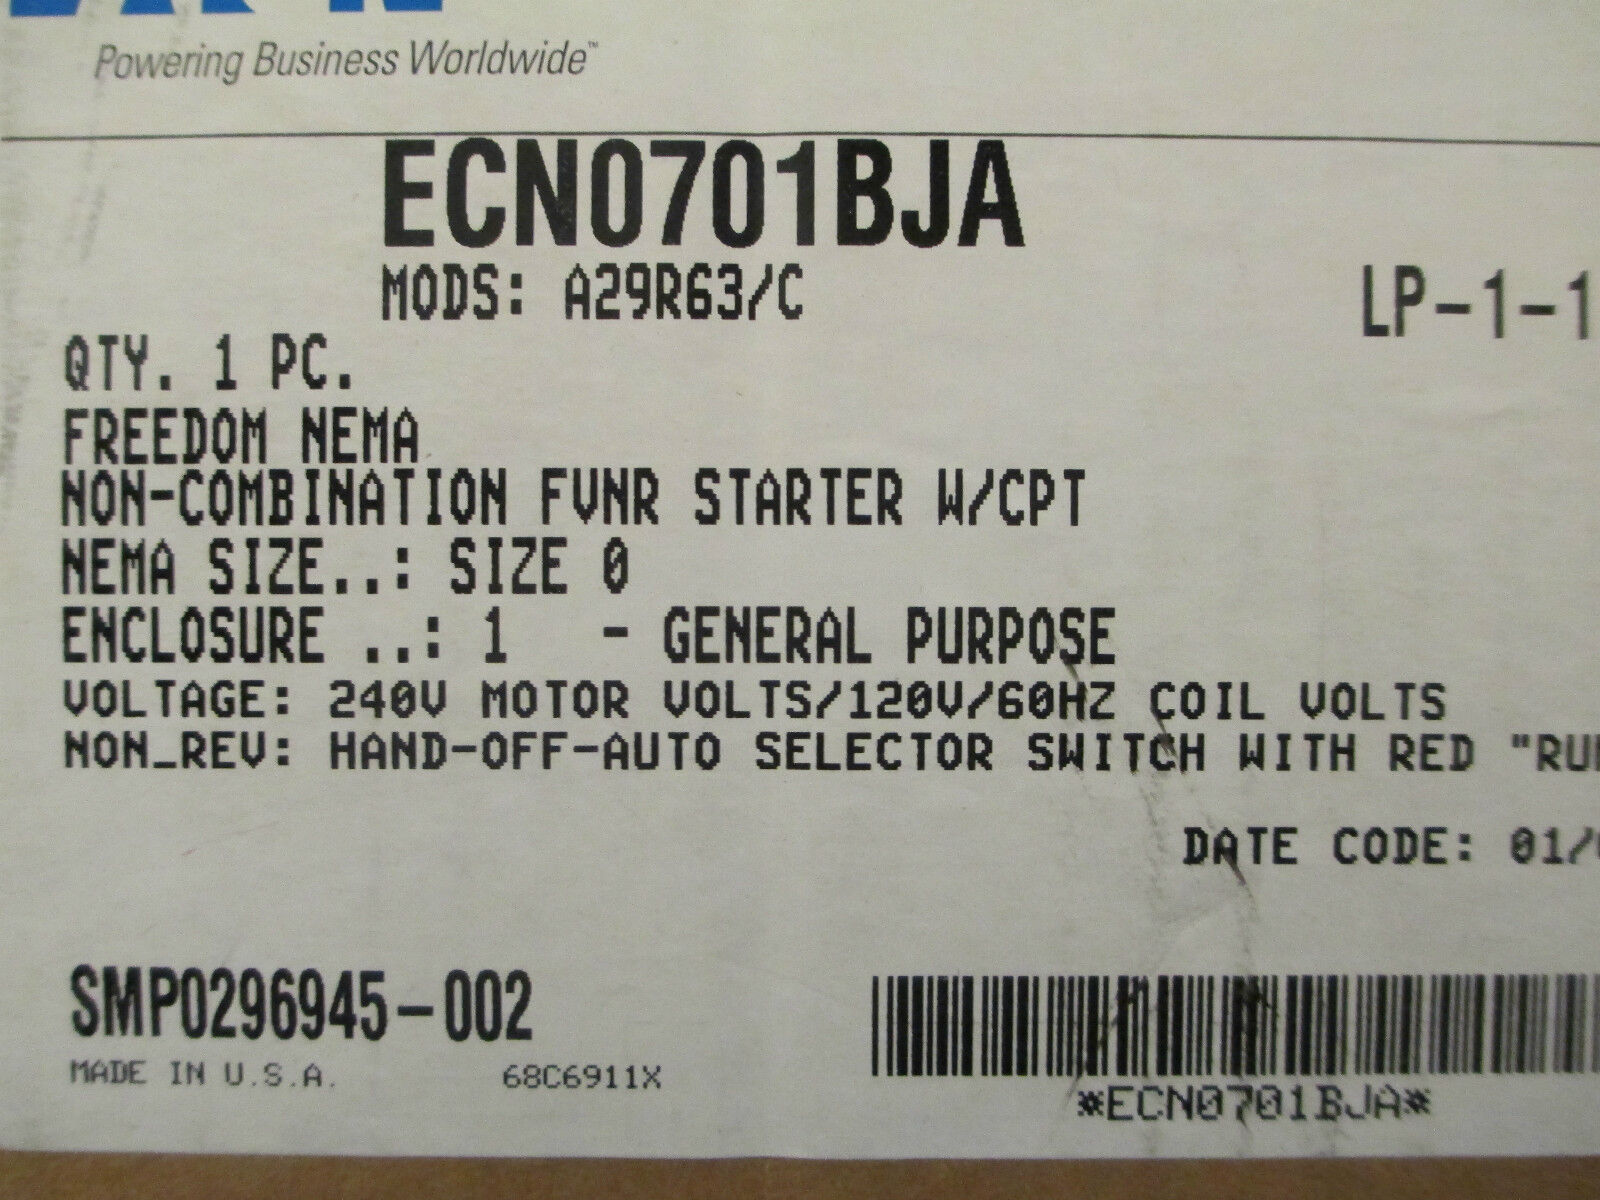 Powering Business Worldwide™
ECN0701BJA
MODS: A29R63/C
LP-1-1
QTY. 1 PC.
FREEDOM NEMA
NON-COMBINATION FVNR STARTER W/CPT
NEMA SIZE..: SIZE 0
ENCLOSURE ..: 1 - GENERAL PURPOSE
VOLTAGE: 240V MOTOR VOLTS/120V/60HZ COIL VOLTS
NON_REV: HAND-OFF-AUTO SELECTOR SWITCH WITH RED
DATE CODE: 01/
SMP0296945-002
MADE IN U.S.A. 68C6911X
*ECN0701BJA*